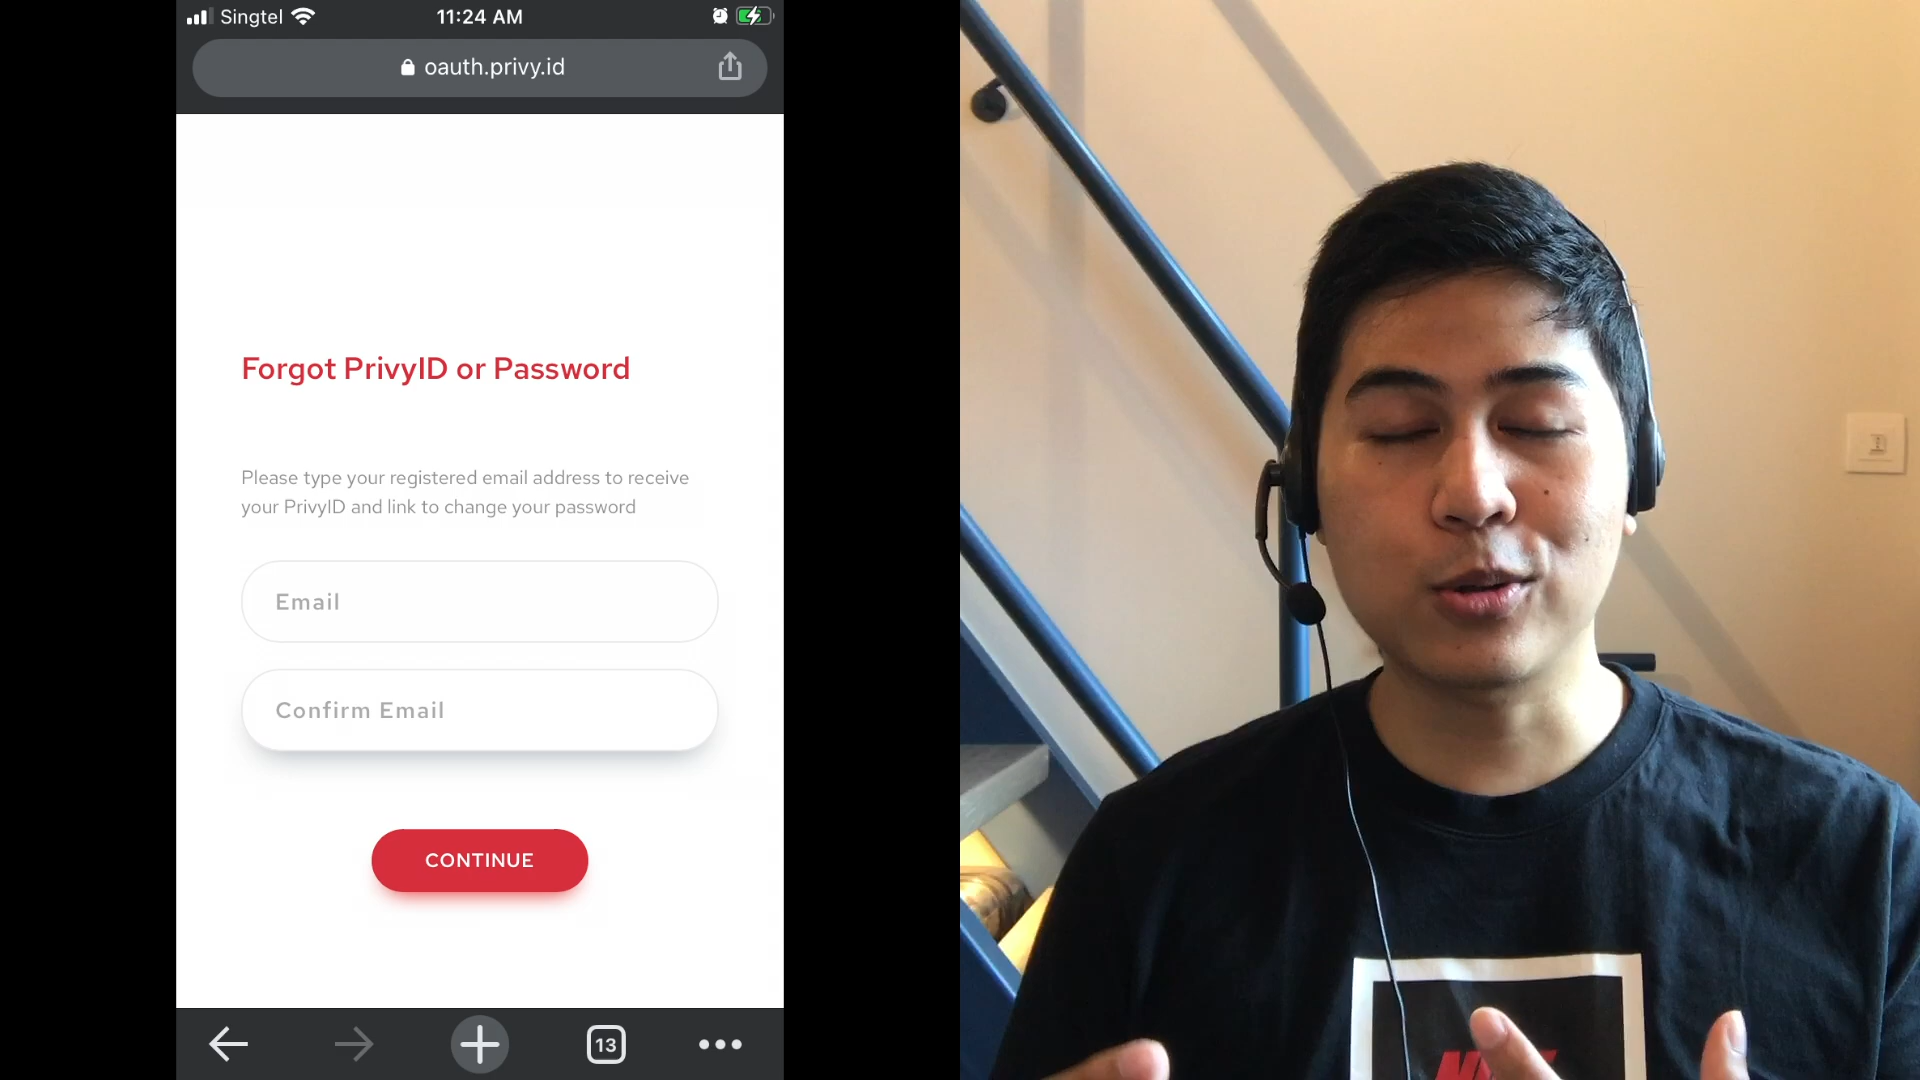 Singtel
11:24 AM
oauth.privy.id
Forgot PrivyID or Password
Please type your registered email address to receive
your PrivyID and link to change your password
Email
Confirm Email
CONTINUE
13